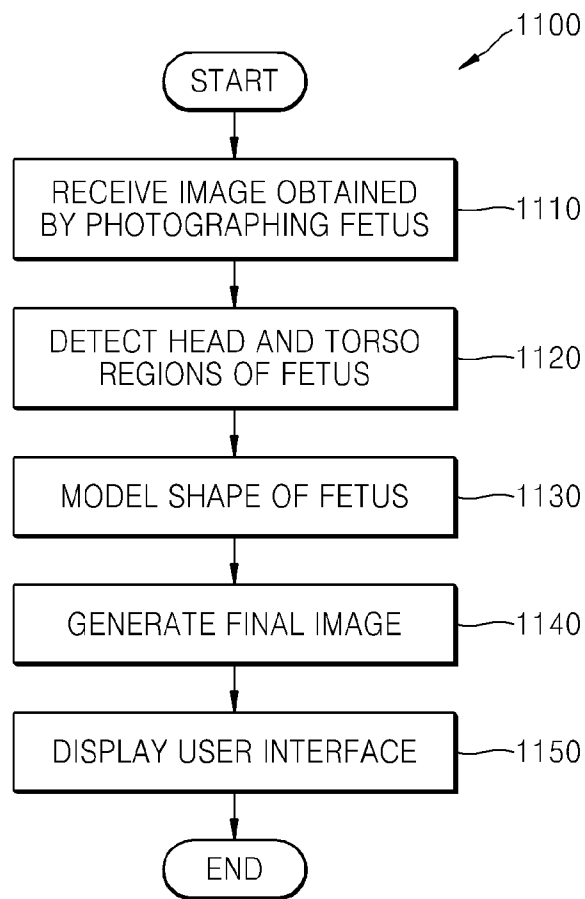 1100
START
RECEIVE IMAGE OBTAINED
BY PHOTOGRAPHING FETUS
1110
DETECT HEAD AND TORSO
REGIONS OF FETUS
1120
MODEL SHAPE OF FETUS
1130
GENERATE FINAL IMAGE
1140
DISPLAY USER INTERFACE
1150
END